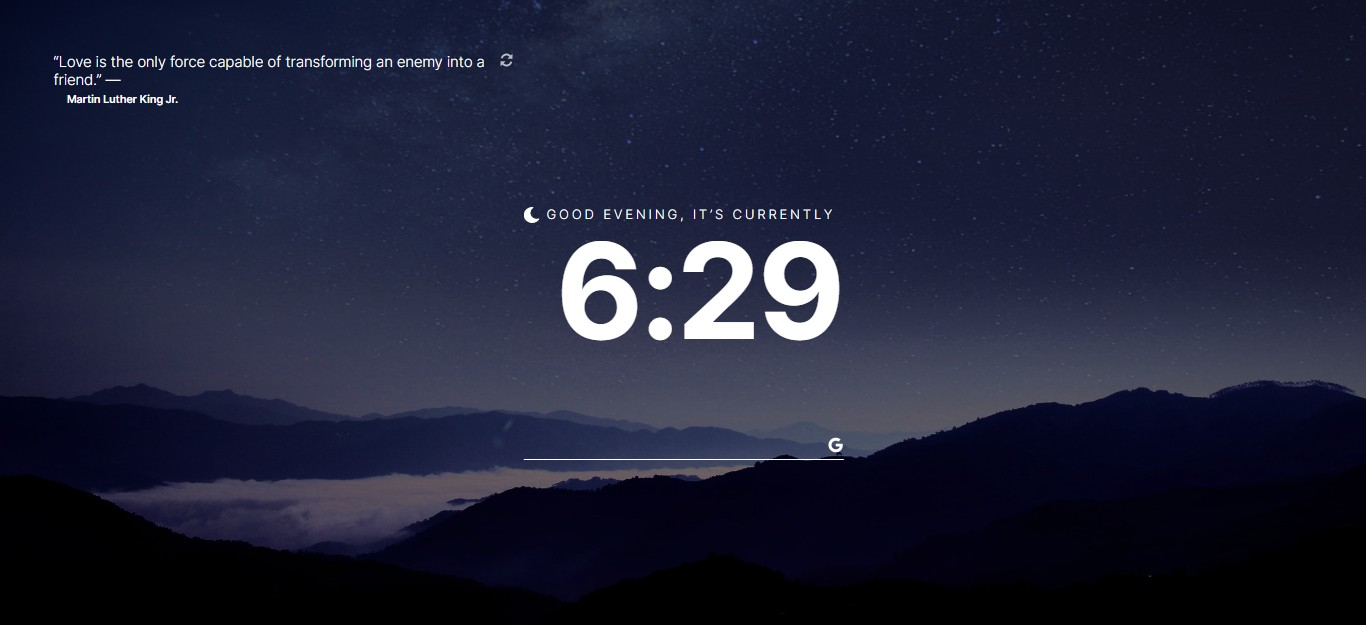 “Love is the only force capable of transforming an enemy into a
friend.” —
Martin Luther King Jr.
GOOD EVENING, IT’S CURRENTLY
6:29
G